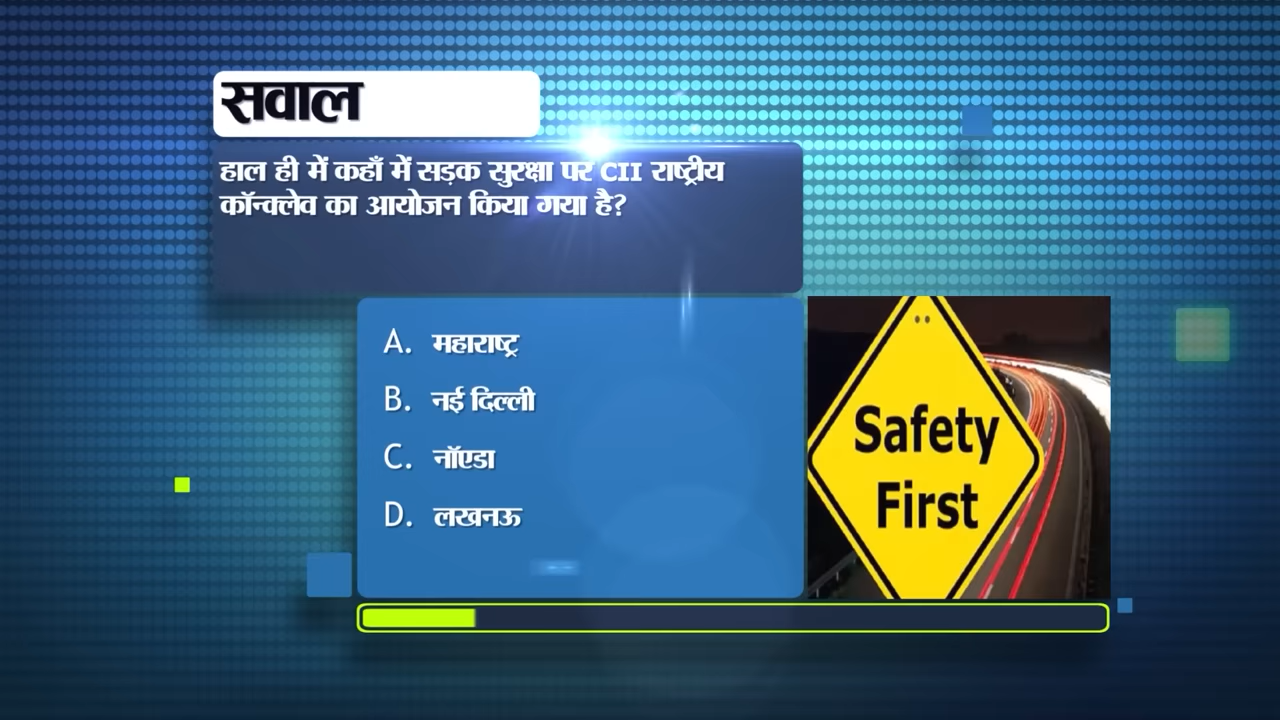 सवाल
हाल ही में कहाँ में सड़क सुरक्षा पर CII राष्ट्रीय
कॉन्क्लेव का आयोजन किया गया है?
A. महाराष्ट्र
B. नई दिल्ली
C. नॉएडा
D. लखनऊ
Safety
First